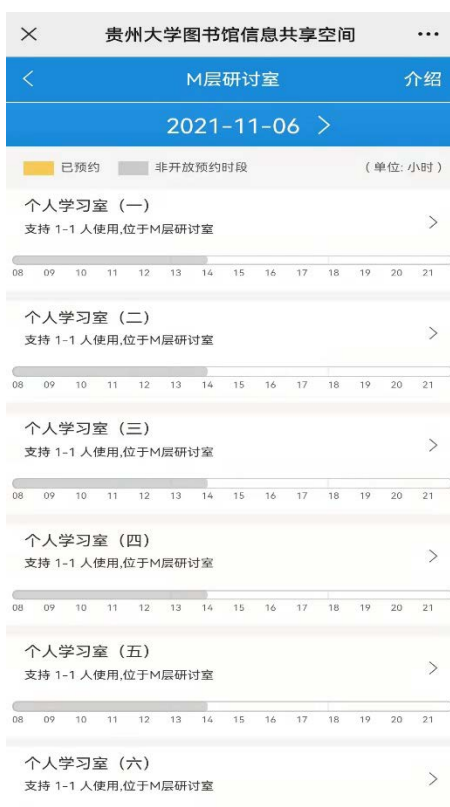 贵州大学图书馆信息共享空间
M层研讨室 介绍
2021-11-06
已预约 非开放预约时段 (单位: 小时)
个人学习室（一）
支持 1-1 人使用,位于M层研讨室
08 09 10 11 12 13 14 15 16 17 18 19 20 21
个人学习室（二）
支持 1-1 人使用,位于M层研讨室
08 09 10 11 12 13 14 15 16 17 18 19 20 21
个人学习室（三）
支持 1-1 人使用,位于M层研讨室
08 09 10 11 12 13 14 15 16 17 18 19 20 21
个人学习室（四）
支持 1-1 人使用,位于M层研讨室
08 09 10 11 12 13 14 15 16 17 18 19 20 21
个人学习室（五）
支持 1-1 人使用,位于M层研讨室
08 09 10 11 12 13 14 15 16 17 18 19 20 21
个人学习室（六）
支持 1-1 人使用,位于M层研讨室